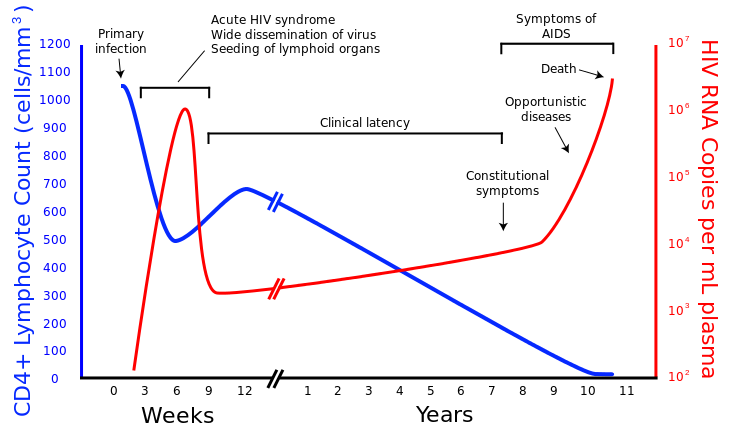 CD4+ Lymphocyte Count (cells/mm³)
1200
1100
1000
900
800
700
600
500
400
300
200
100
0
Primary
infection
Acute HIV syndrome
Wide dissemination of virus
Seeding of lymphoid organs
Clinical latency
Symptoms of
AIDS
Death
Opportunistic
diseases
Constitutional
symptoms
10⁷
10⁶
10⁵
10⁴
10³
10²
HIV RNA Copies per mL plasma
0 3 6 9 12 1 2 3 4 5 6 7 8 9 10 11
Weeks Years